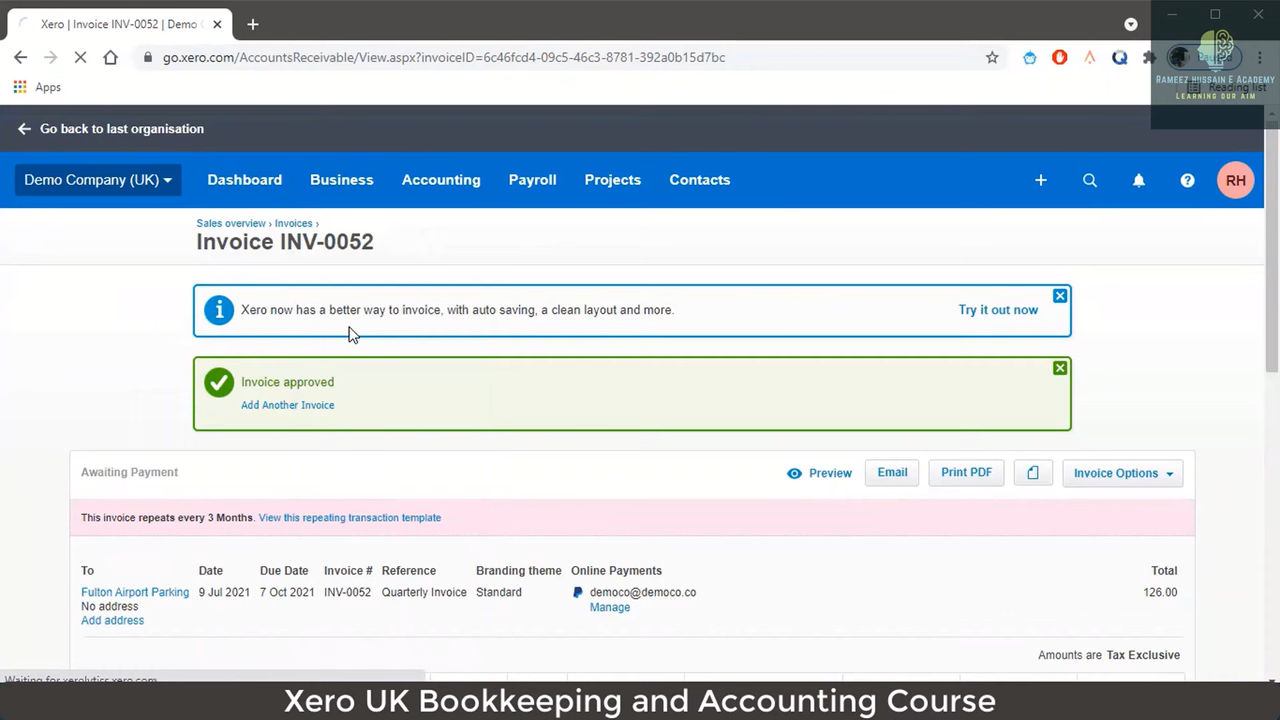 Xero | Invoice INV-0052 | Demo
go.xero.com/AccountsReceivable/View.aspx?invoiceID=6c46fcd4-09c5-46c3-8781-392a0b15d7bc
Paused
Apps
Reading list
RAMEEZ HUSSAIN E ACADEMY
LEARNING OUR AIM
Go back to last organisation
Demo Company (UK)
Dashboard
Business
Accounting
Payroll
Projects
Contacts
RH
Sales overview › Invoices ›
Invoice INV-0052
Xero now has a better way to invoice, with auto saving, a clean layout and more.
Try it out now
Invoice approved
Add Another Invoice
Awaiting Payment
Preview
Email
Print PDF
Invoice Options
This invoice repeats every 3 Months. View this repeating transaction template
To Date Due Date Invoice # Reference Branding theme Online Payments Total
Fulton Airport Parking 9 Jul 2021 7 Oct 2021 INV-0052 Quarterly Invoice Standard democo@democo.co 126.00
No address Manage
Add address
Amounts are Tax Exclusive
Waiting for xerolytics.xero.com
Xero UK Bookkeeping and Accounting Course